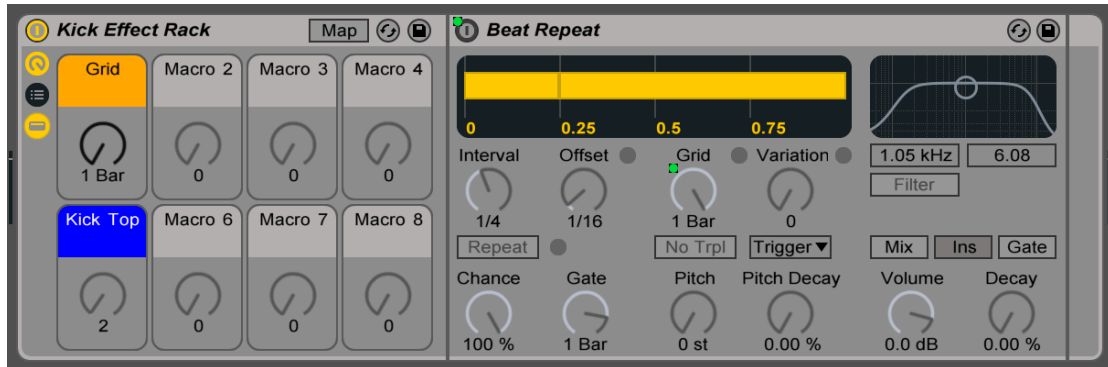 Kick Effect Rack Map
Grid Macro 2 Macro 3 Macro 4
1 Bar 0 0 0
Kick Top Macro 6 Macro 7 Macro 8
2 0 0 0
Beat Repeat
0 0.25 0.5 0.75
Interval Offset Grid Variation
1/4 1/16 1 Bar 0
Repeat No Trpl Trigger
Chance Gate Pitch Pitch Decay
100 % 1 Bar 0 st 0.00 %
1.05 kHz 6.08
Filter
Mix Ins Gate
Volume Decay
0.0 dB 0.00 %